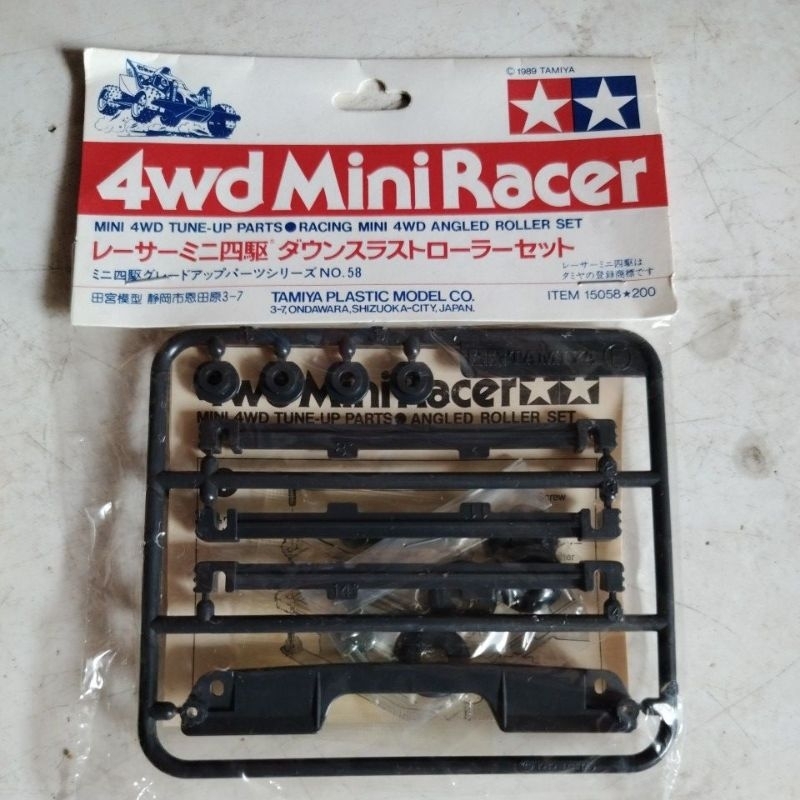 © 1989 TAMIYA
4wd Mini Racer
MINI 4WD TUNE-UP PARTS●RACING MINI 4WD ANGLED ROLLER SET
レーサーミニ四駆® ダウンスラストローラーセット
ミニ四駆グレードアップパーツシリーズ NO.58
レーサーミニ四駆は
タミヤの登録商標です
田宮模型 静岡市恩田原3-7
TAMIYA PLASTIC MODEL CO.
3-7, ONDAWARA, SHIZUOKA-CITY, JAPAN.
ITEM 15058★200
TAMIYA
4wd Mini Racer
MINI 4WD TUNE-UP PARTS● ANGLED ROLLER SET